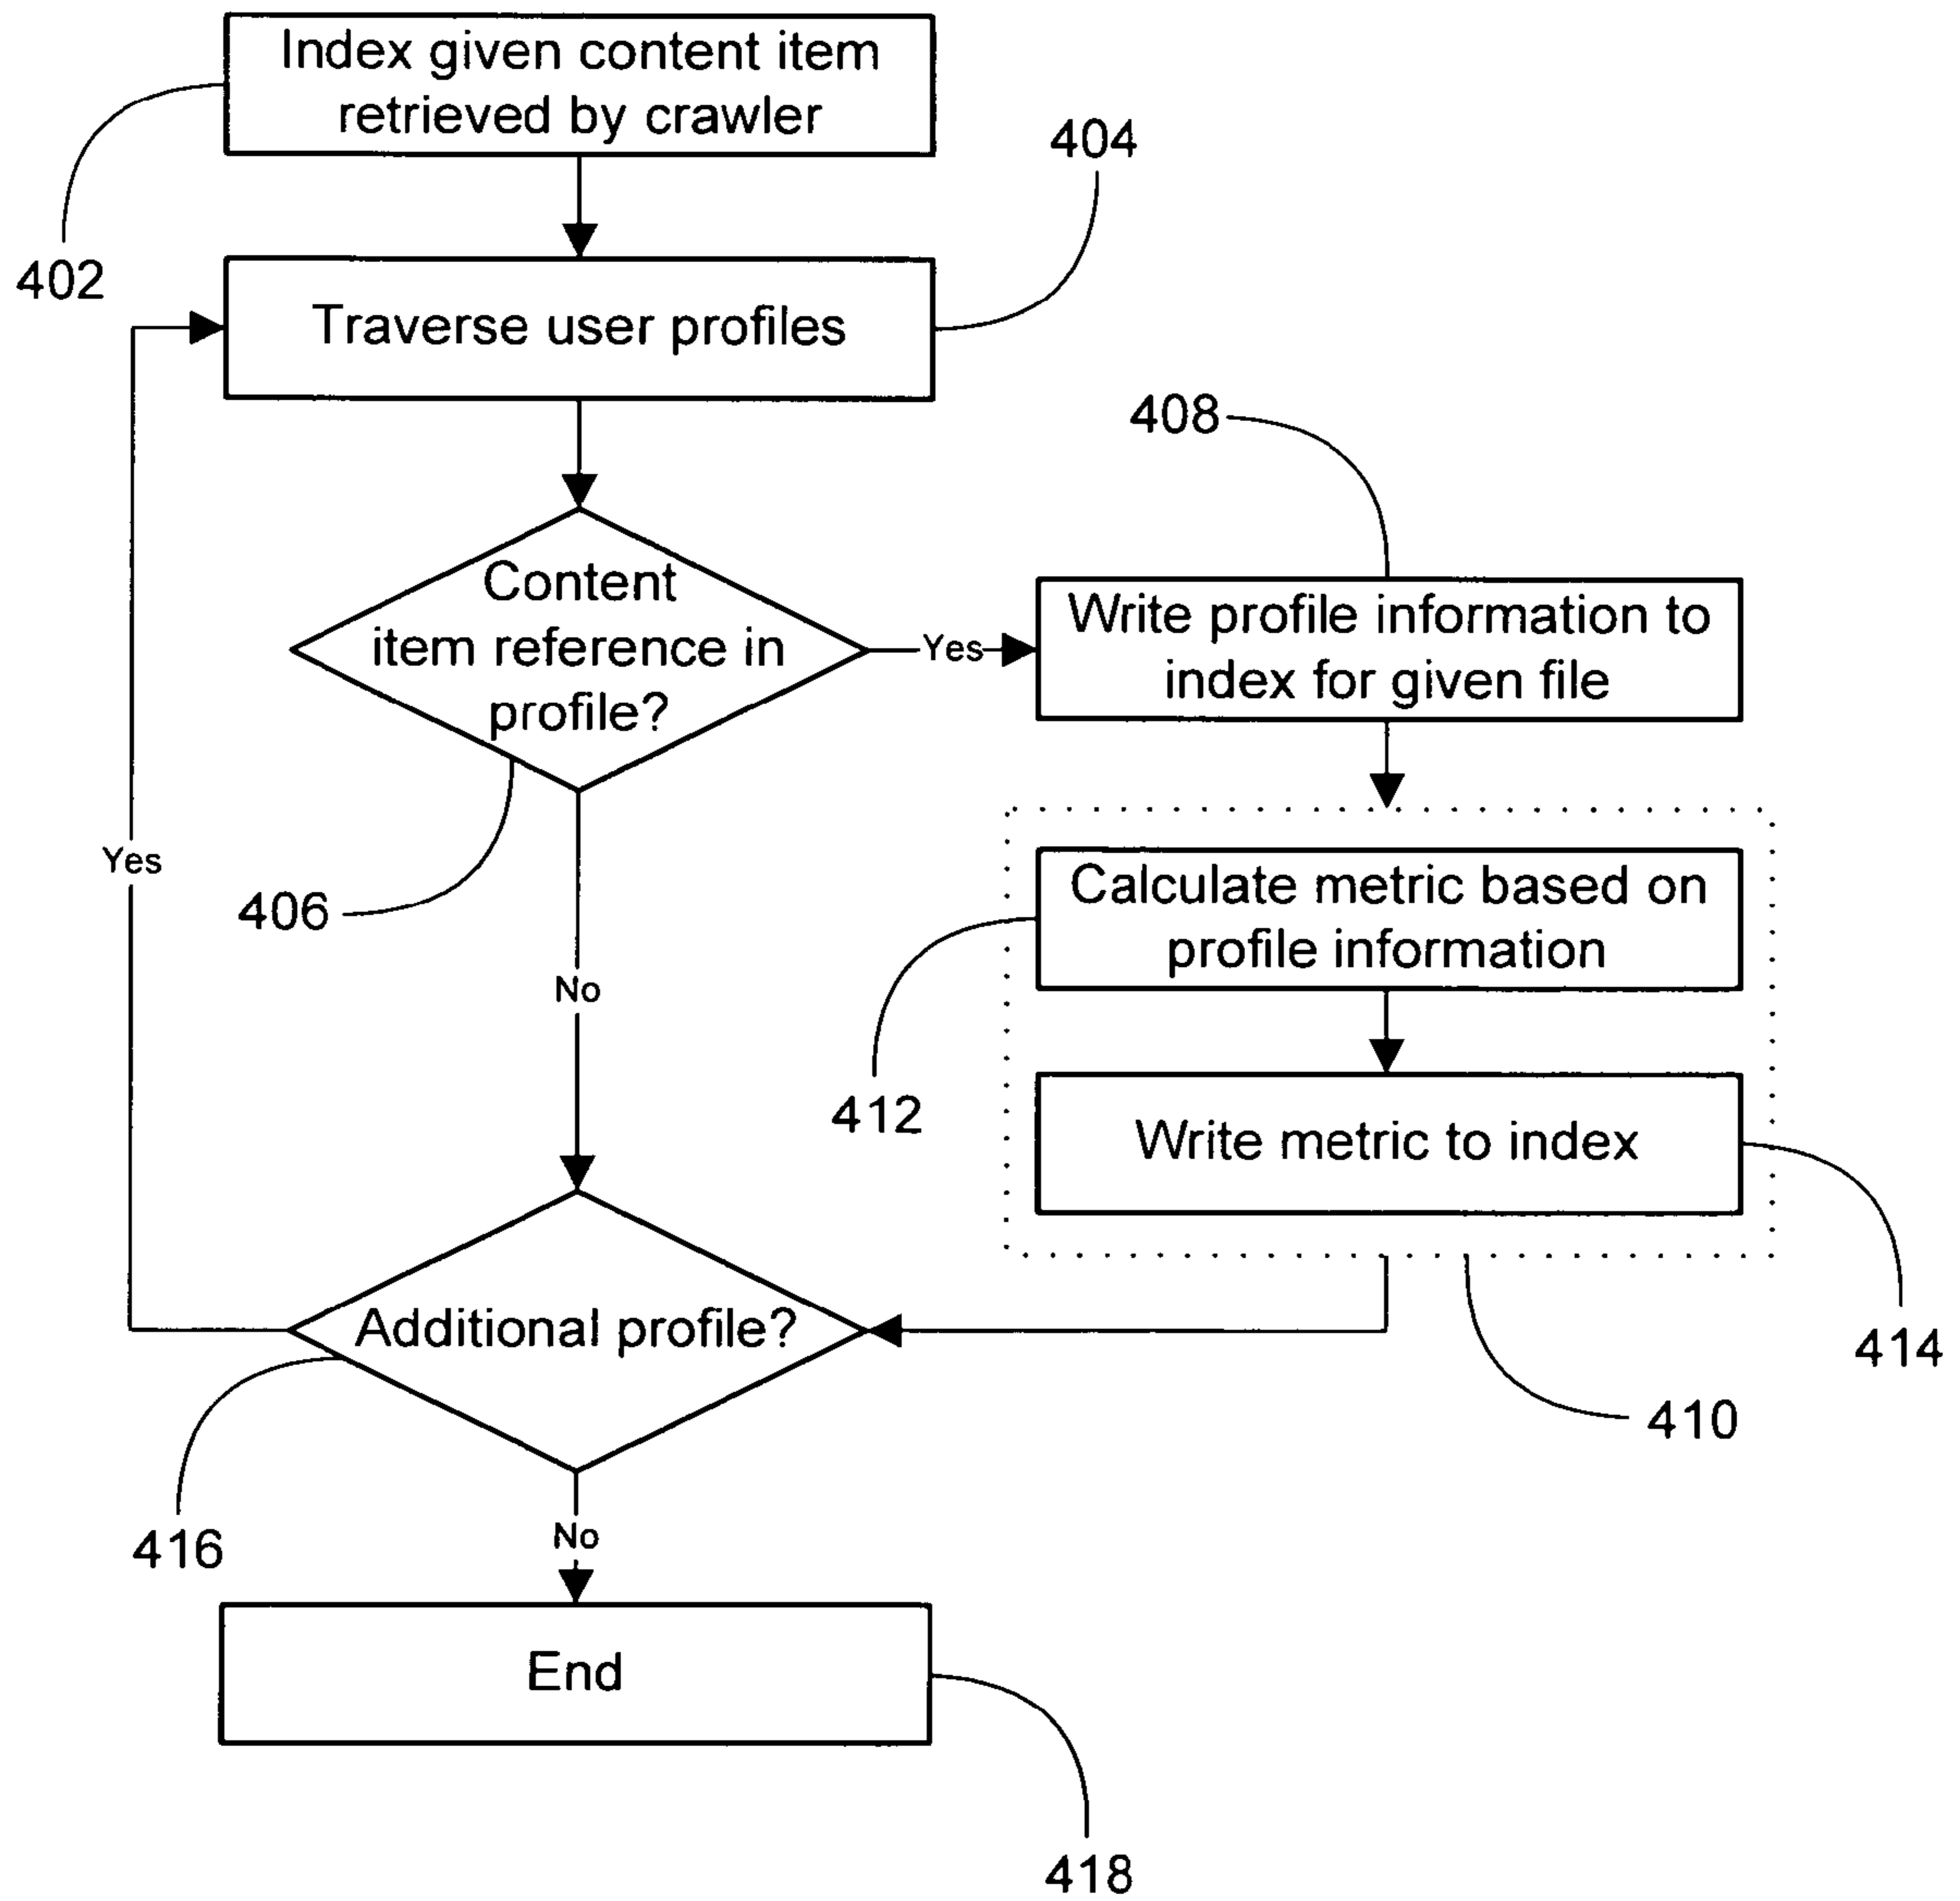 Index given content item
retrieved by crawler
404
402
Traverse user profiles
408
Content
item reference in
profile?
Yes
Write profile information to
index for given file
Yes
406
Calculate metric based on
profile information
No
412
Write metric to index
Additional profile?
414
410
416
No
End
418